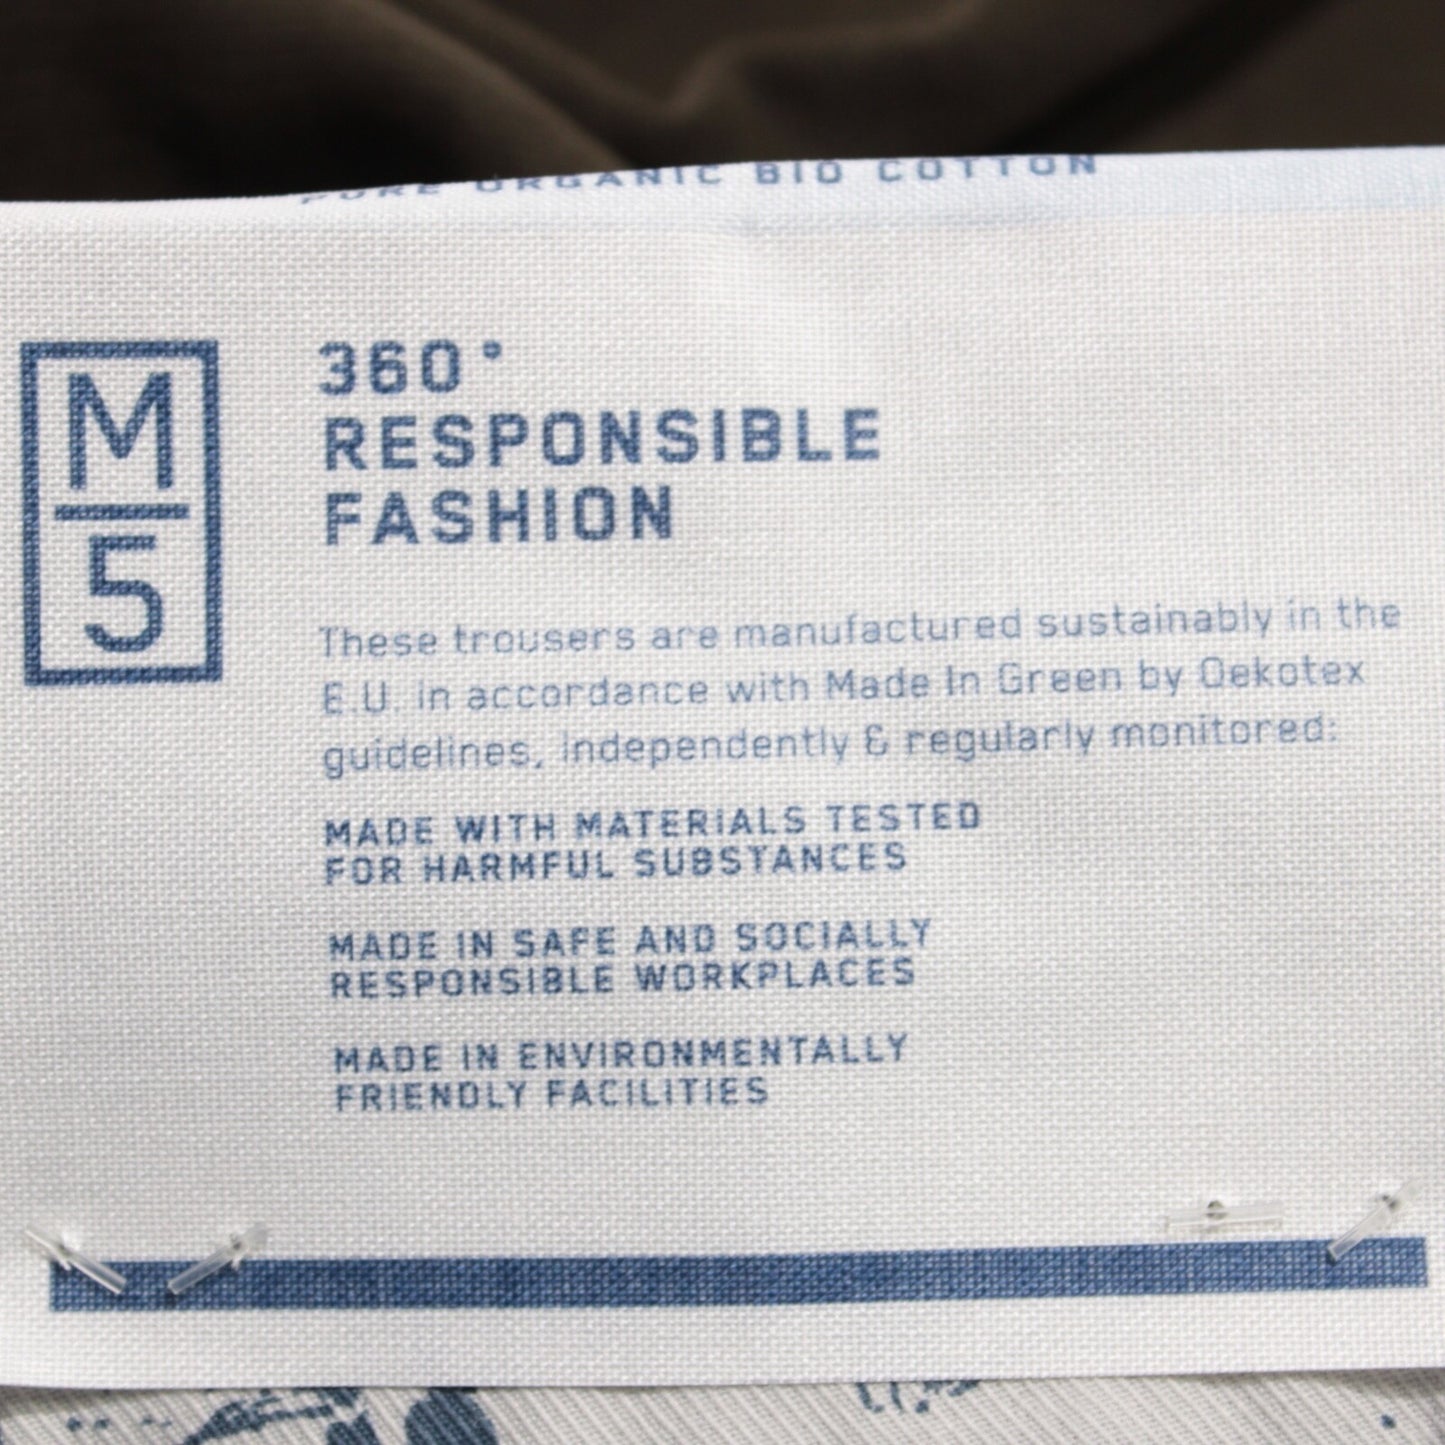 PURE ORGANIC BIO COTTON
M
5
360°
RESPONSIBLE
FASHION
These trousers are manufactured sustainably in the
E.U. in accordance with Made In Green by Oekotex
guidelines, independently & regularly monitored:
MADE WITH MATERIALS TESTED
FOR HARMFUL SUBSTANCES
MADE IN SAFE AND SOCIALLY
RESPONSIBLE WORKPLACES
MADE IN ENVIRONMENTALLY
FRIENDLY FACILITIES